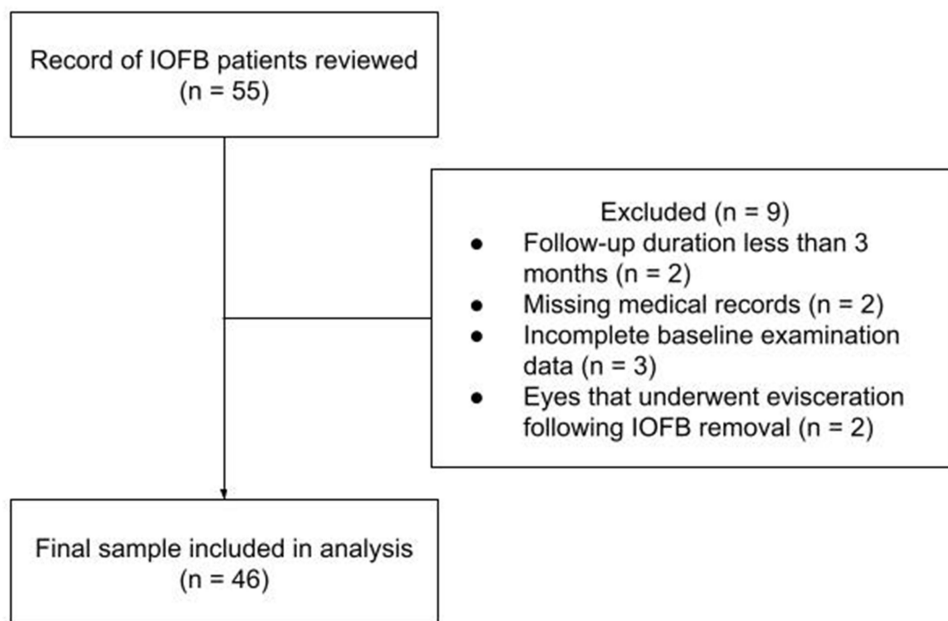 Record of IOFB patients reviewed
(n = 55)
Excluded (n = 9)
● Follow-up duration less than 3
months (n = 2)
● Missing medical records (n = 2)
● Incomplete baseline examination
data (n = 3)
● Eyes that underwent evisceration
following IOFB removal (n = 2)
Final sample included in analysis
(n = 46)